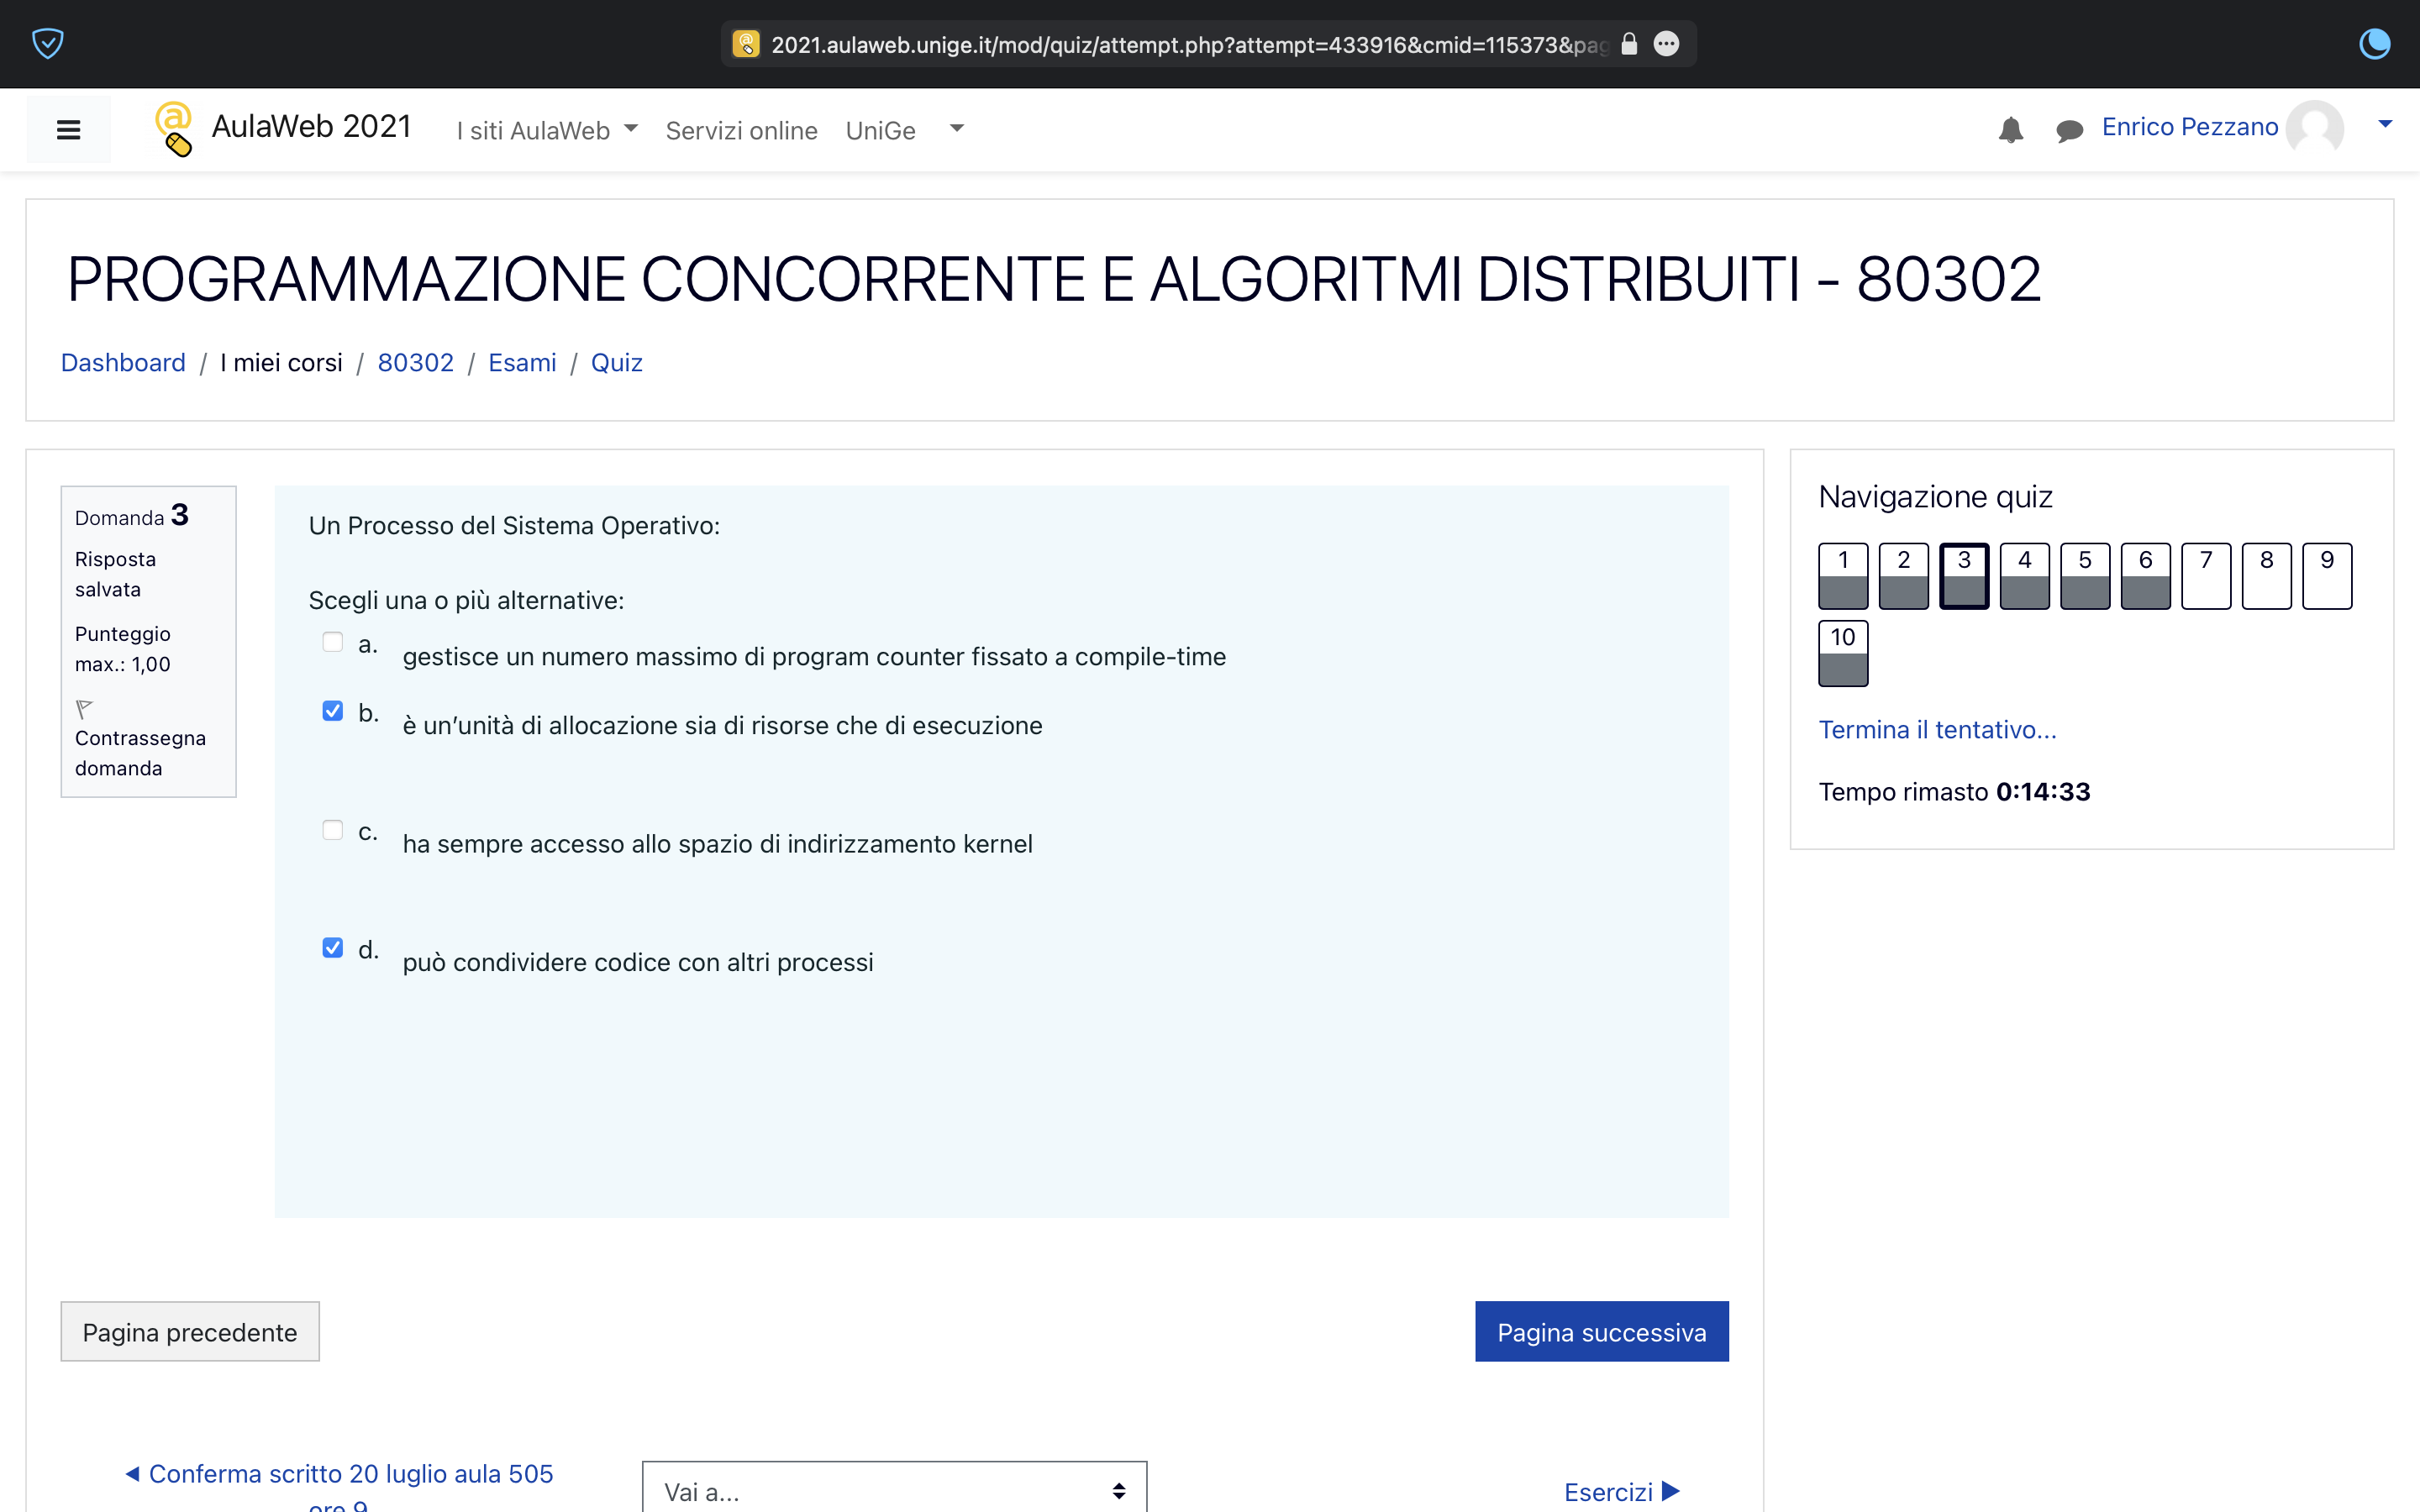 2021.aulaweb.unige.it/mod/quiz/attempt.php?attempt=433916&cmid=115373&pag
AulaWeb 2021
I siti AulaWeb
Servizi online
UniGe
Enrico Pezzano
PROGRAMMAZIONE CONCORRENTE E ALGORITMI DISTRIBUITI - 80302
Dashboard / I miei corsi / 80302 / Esami / Quiz
Domanda 3
Risposta
salvata
Punteggio
max.: 1,00
Contrassegna
domanda
Un Processo del Sistema Operativo:
Scegli una o più alternative:
a. gestisce un numero massimo di program counter fissato a compile-time
b. è un’unità di allocazione sia di risorse che di esecuzione
c. ha sempre accesso allo spazio di indirizzamento kernel
d. può condividere codice con altri processi
Navigazione quiz
1 2 3 4 5 6 7 8 9
10
Termina il tentativo...
Tempo rimasto 0:14:33
Pagina precedente
Pagina successiva
◀ Conferma scritto 20 luglio aula 505
ore 9
Vai a...
Esercizi ▶